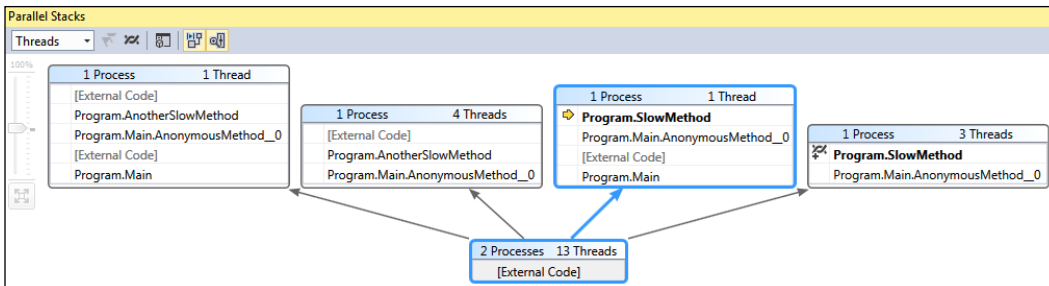 Parallel Stacks
Threads
100%
1 Process 1 Thread
[External Code]
Program.AnotherSlowMethod
Program.Main.AnonymousMethod__0
[External Code]
Program.Main
1 Process 4 Threads
[External Code]
Program.AnotherSlowMethod
Program.Main.AnonymousMethod__0
1 Process 1 Thread
Program.SlowMethod
Program.Main.AnonymousMethod__0
[External Code]
Program.Main
1 Process 3 Threads
Program.SlowMethod
Program.Main.AnonymousMethod__0
2 Processes 13 Threads
[External Code]